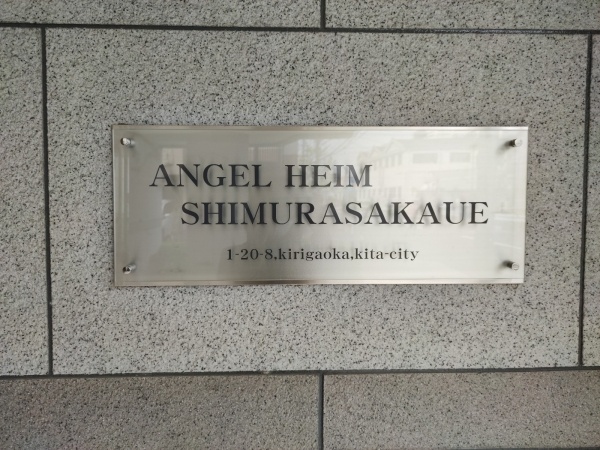 ANGEL HEIM
SHIMURASAKAUE
1-20-8,kirigaoka,kita-city